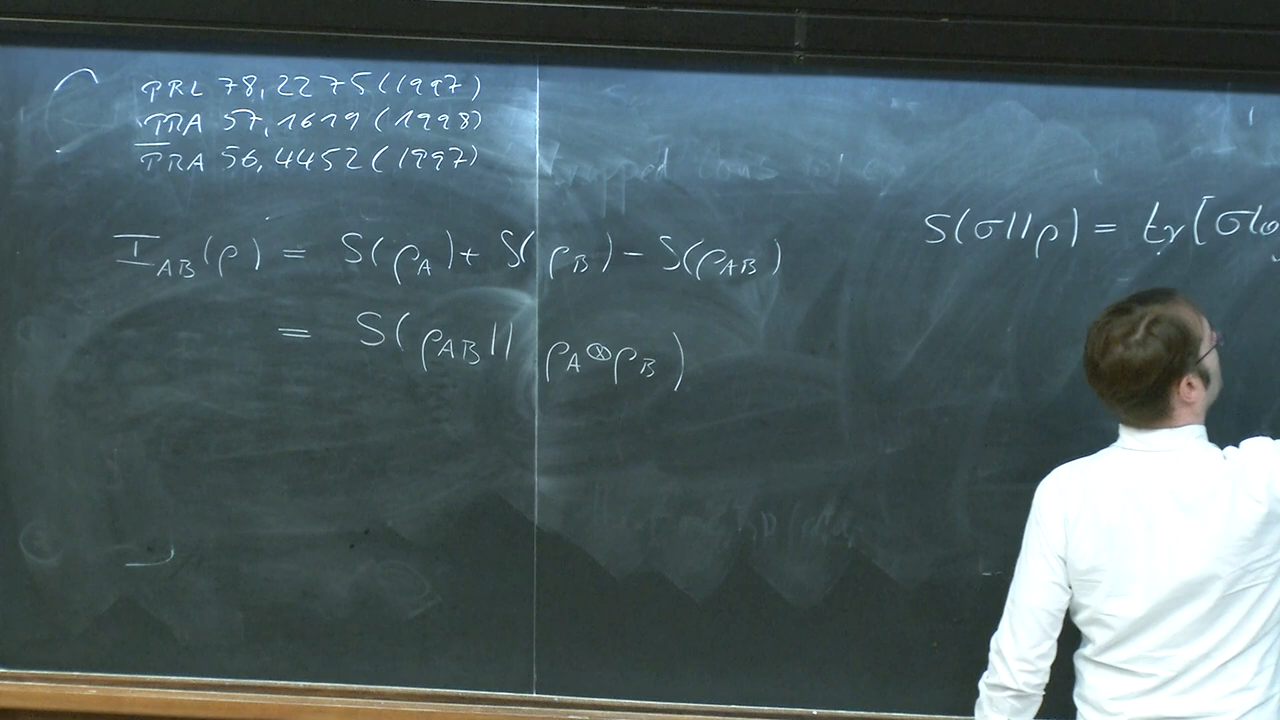 PRL 78, 2275 (1997)
PRA 57, 1619 (1998)
PRA 56, 4452 (1997)
I_AB(ρ) = S(ρ_A) + S(ρ_B) - S(ρ_AB)
= S(ρ_AB || ρ_A ⊗ ρ_B)
S(σ||ρ) = tr[σlog